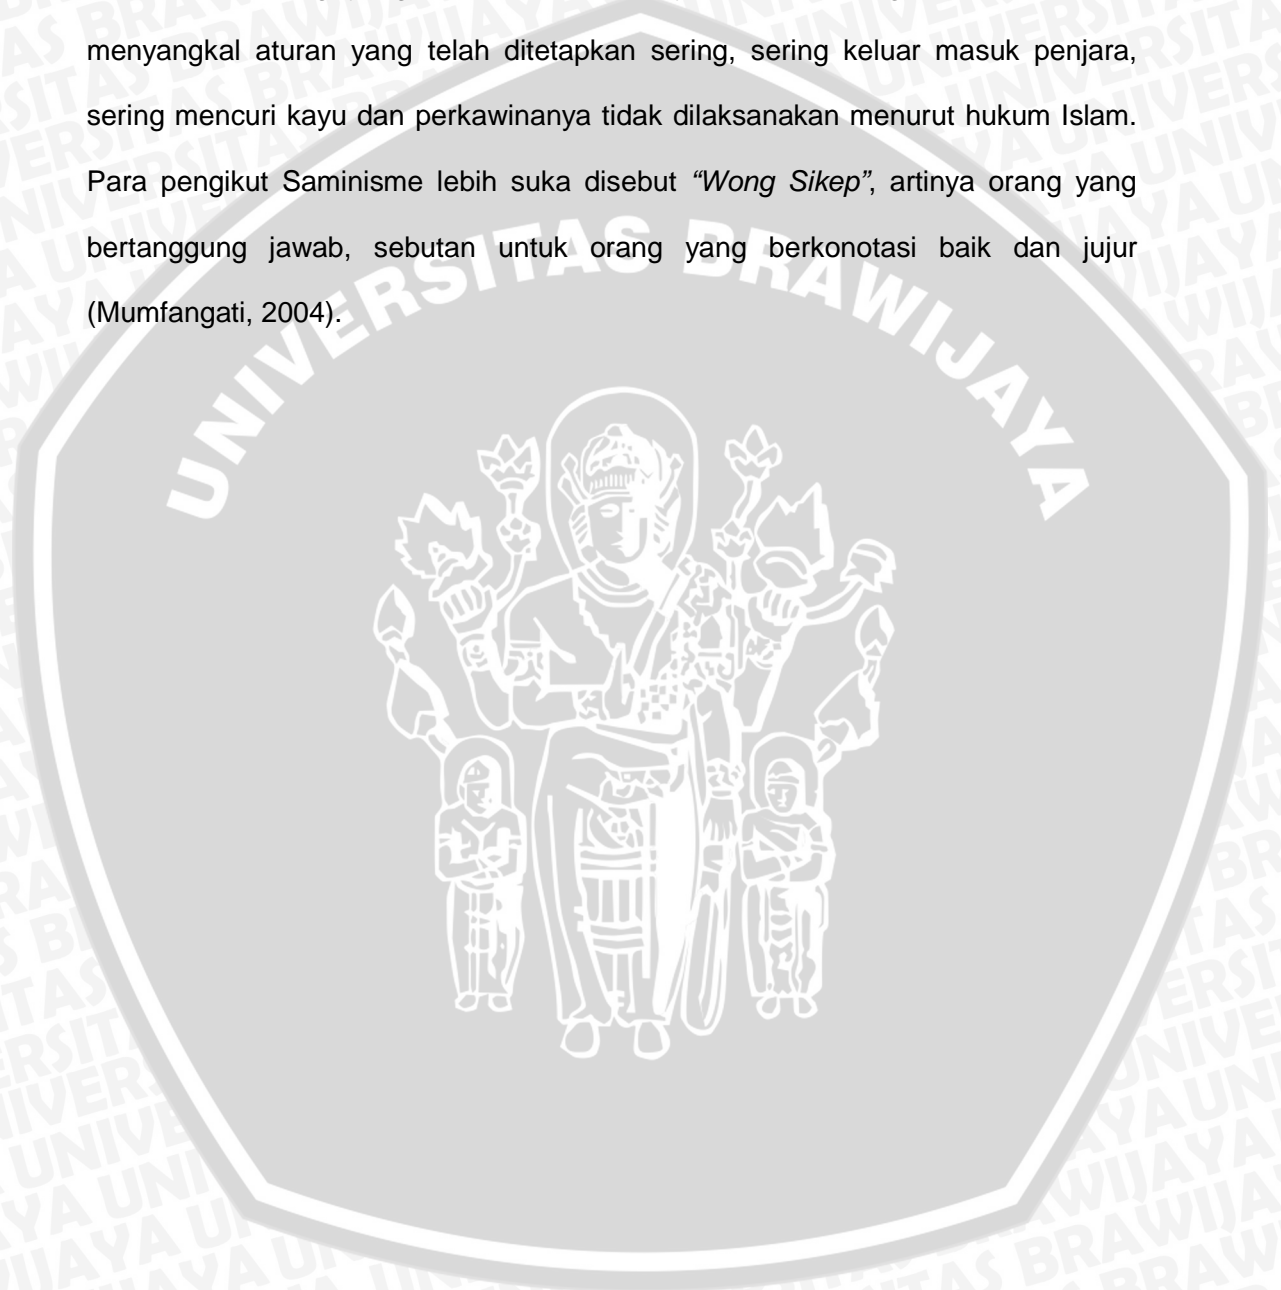 menyangkal aturan yang telah ditetapkan sering, sering keluar masuk penjara,
sering mencuri kayu dan perkawinanya tidak dilaksanakan menurut hukum Islam.
Para pengikut Saminisme lebih suka disebut “Wong Sikep”, artinya orang yang
bertanggung jawab, sebutan untuk orang yang berkonotasi baik dan jujur
(Mumfangati, 2004).
UNIVERSITAS BRAWIJAYA